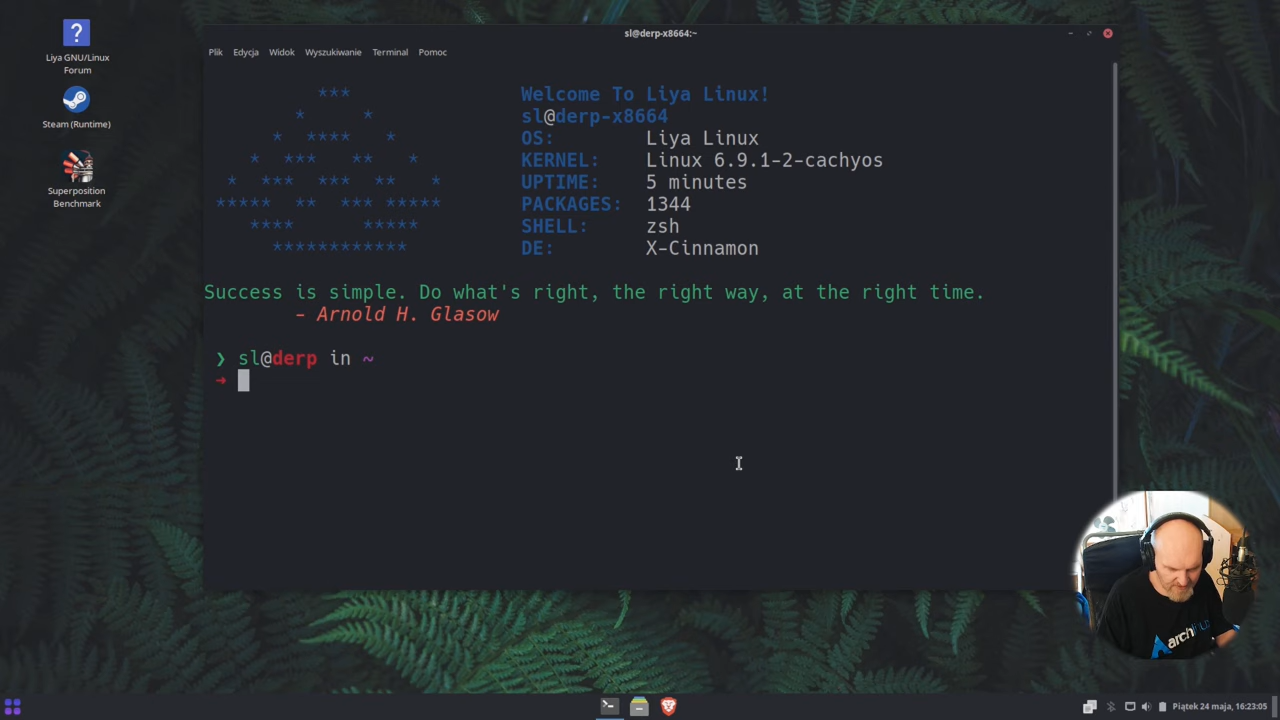 sl@derp-x8664:~
Plik Edycja Widok Wyszukiwanie Terminal Pomoc
Liya GNU/Linux
Forum
Steam (Runtime)
Superposition
Benchmark
Welcome To Liya Linux!
sl@derp-x8664
OS: Liya Linux
KERNEL: Linux 6.9.1-2-cachyos
UPTIME: 5 minutes
PACKAGES: 1344
SHELL: zsh
DE: X-Cinnamon
Success is simple. Do what's right, the right way, at the right time.
– Arnold H. Glasow
❯ sl@derp in ~
➜
archlinux
Piątek 24 maja, 16:23:05